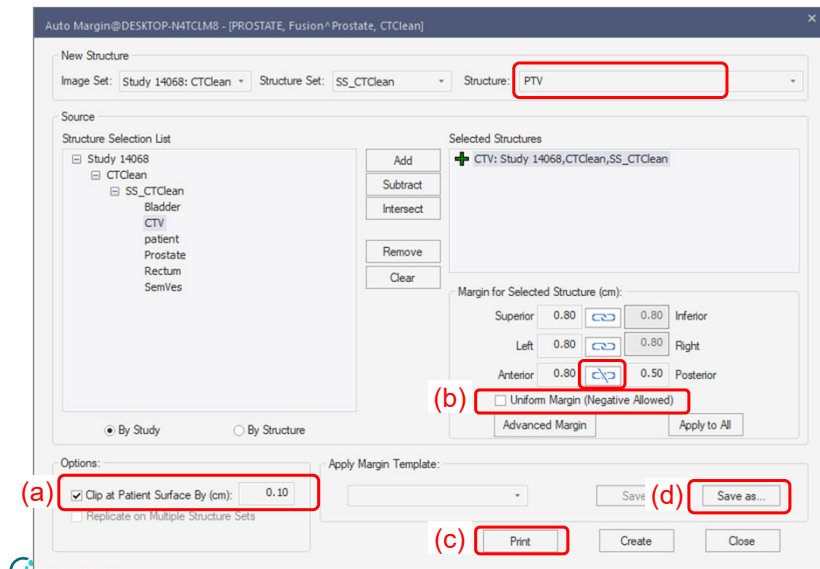 Auto Margin@DESKTOP-N4TCLM8 - [PROSTATE, Fusion^Prostate, CTClean]
New Structure
Image Set: Study 14068: CTClean Structure Set: SS_CTClean Structure: PTV
Source
Structure Selection List
Study 14068
CTClean
SS_CTClean
Bladder
CTV
patient
Prostate
Rectum
SemVes
By Study By Structure
Add
Subtract
Intersect
Remove
Clear
Selected Structures
CTV: Study 14068,CTClean,SS_CTClean
Margin for Selected Structure (cm):
Superior 0.80 0.80 Inferior
Left 0.80 0.80 Right
Anterior 0.80 0.50 Posterior
(b) Uniform Margin (Negative Allowed)
Advanced Margin Apply to All
Options:
(a) Clip at Patient Surface By (cm): 0.10
Replicate on Multiple Structure Sets
Apply Margin Template:
Save (d) Save as...
(c) Print Create Close